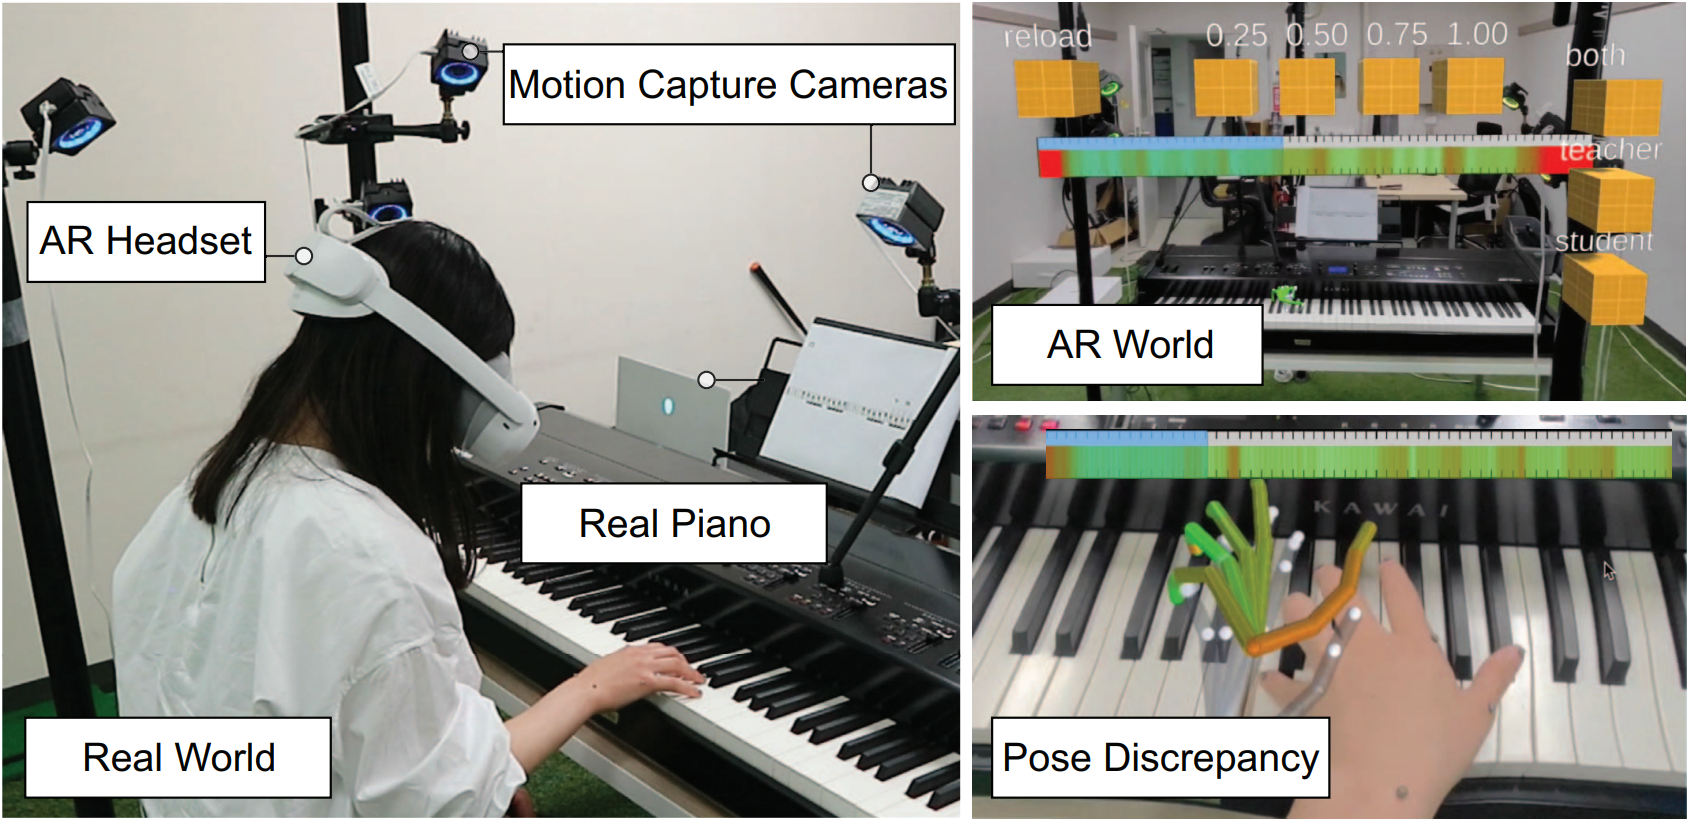 Motion Capture Cameras
AR Headset
Real Piano
Real World
reload
0.25
0.50
0.75
1.00
both
teacher
student
KAWAI
AR World
KAWAI
Pose Discrepancy